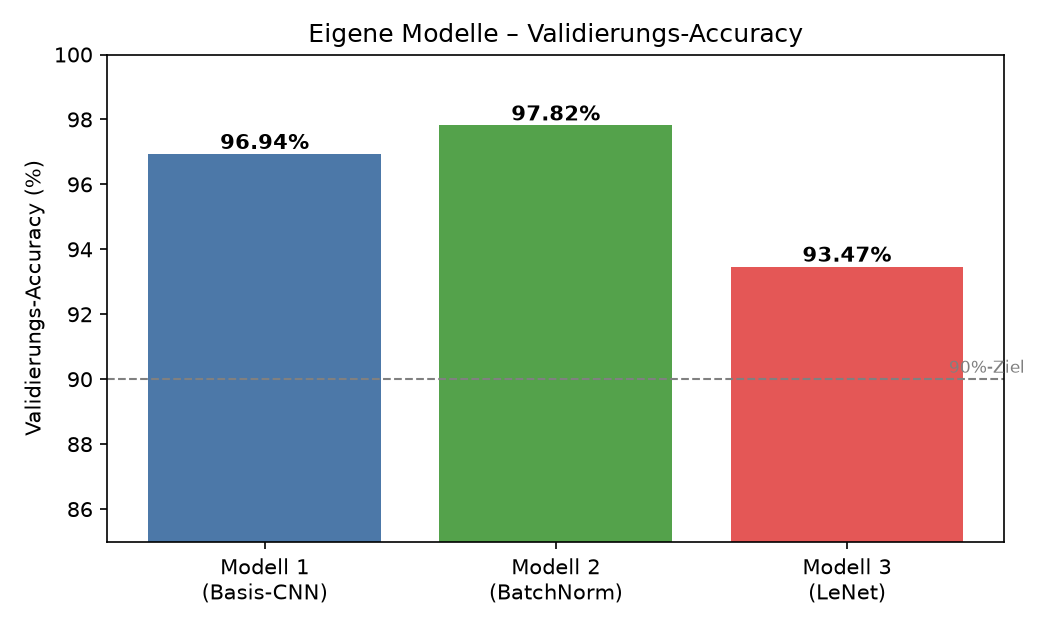 Eigene Modelle – Validierungs-Accuracy
Validierungs-Accuracy (%)
100
98
96
94
92
90
88
86
96.94%
97.82%
93.47%
90%-Ziel
Modell 1
(Basis-CNN)
Modell 2
(BatchNorm)
Modell 3
(LeNet)